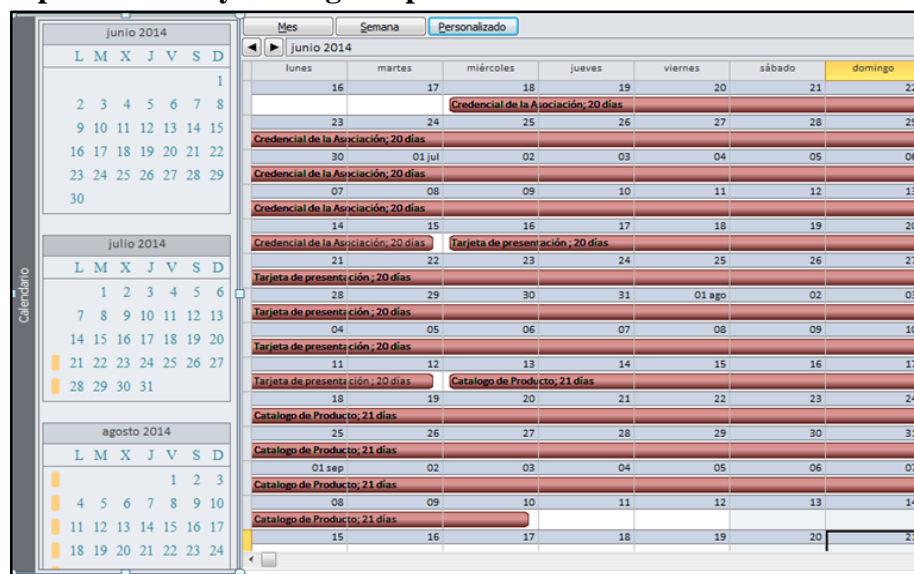 Calendario
junio 2014
L M X J V S D
1
2 3 4 5 6 7 8
9 10 11 12 13 14 15
16 17 18 19 20 21 22
23 24 25 26 27 28 29
30
julio 2014
L M X J V S D
1 2 3 4 5 6
7 8 9 10 11 12 13
14 15 16 17 18 19 20
21 22 23 24 25 26 27
28 29 30 31
agosto 2014
L M X J V S D
1 2 3
4 5 6 7 8 9 10
11 12 13 14 15 16 17
18 19 20 21 22 23 24
Mes Semana Personalizado
junio 2014
lunes martes miércoles jueves viernes sábado domingo
16 17 18 19 20 21 22
Credencial de la Asociación; 20 días
23 24 25 26 27 28 29
Credencial de la Asociación; 20 días
30 01 jul 02 03 04 05 06
Credencial de la Asociación; 20 días
07 08 09 10 11 12 13
Credencial de la Asociación; 20 días
14 15 16 17 18 19 20
Credencial de la Asociación; 20 días Tarjeta de presentación ; 20 días
21 22 23 24 25 26 27
Tarjeta de presentación ; 20 días
28 29 30 31 01 ago 02 03
Tarjeta de presentación ; 20 días
04 05 06 07 08 09 10
Tarjeta de presentación ; 20 días
11 12 13 14 15 16 17
Tarjeta de presentación ; 20 días Catalogo de Producto; 21 días
18 19 20 21 22 23 24
Catalogo de Producto; 21 días
25 26 27 28 29 30 31
Catalogo de Producto; 21 días
01 sep 02 03 04 05 06 07
Catalogo de Producto; 21 días
08 09 10 11 12 13 14
Catalogo de Producto; 21 días
15 16 17 18 19 20 21